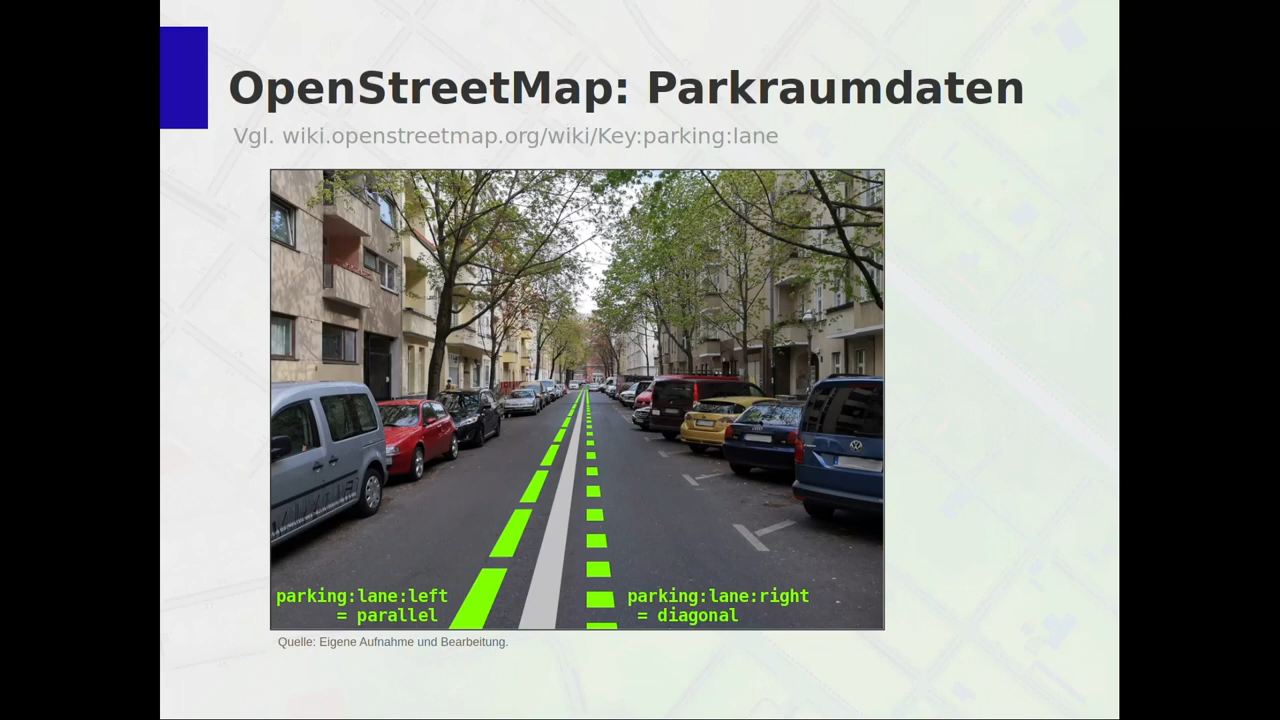 OpenStreetMap: Parkraumdaten
Vgl. wiki.openstreetmap.org/wiki/Key:parking:lane
parking:lane:left
= parallel
parking:lane:right
= diagonal
Quelle: Eigene Aufnahme und Bearbeitung.